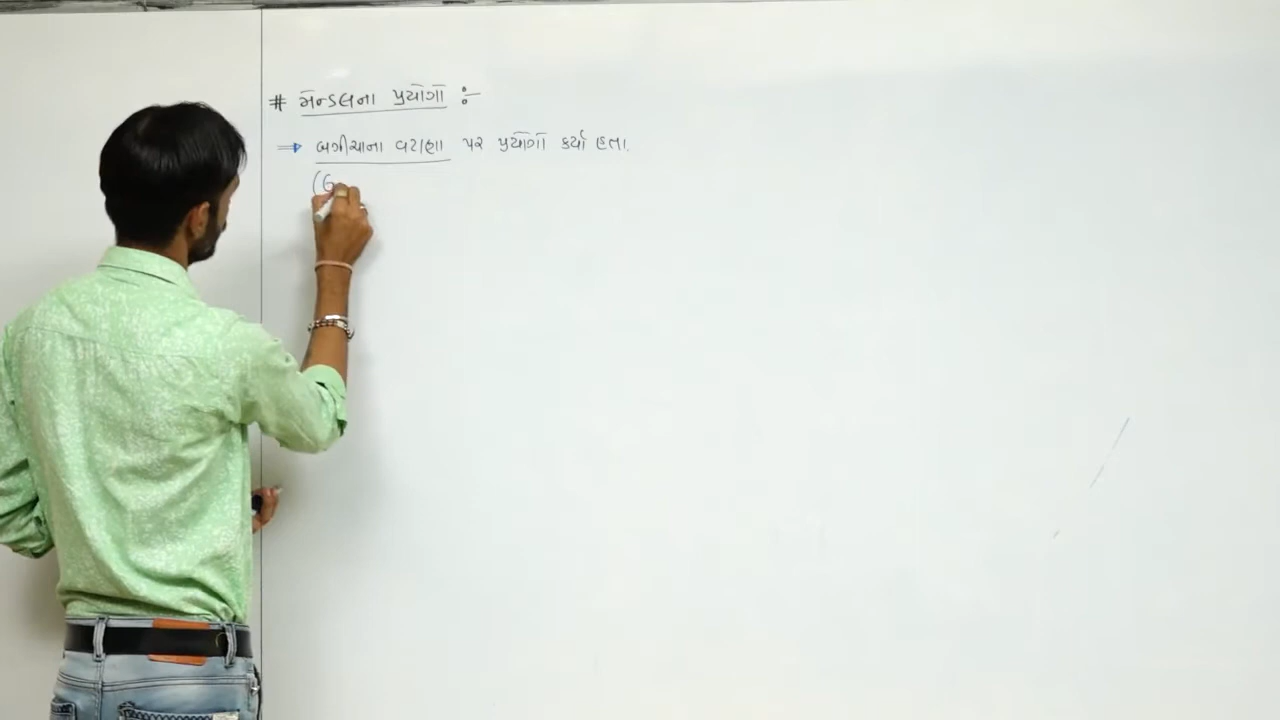 # મેન્ડલના પ્રયોગો :-
⇒ બગીચાના વટાણા પર પ્રયોગો કર્યા હતા.
(G